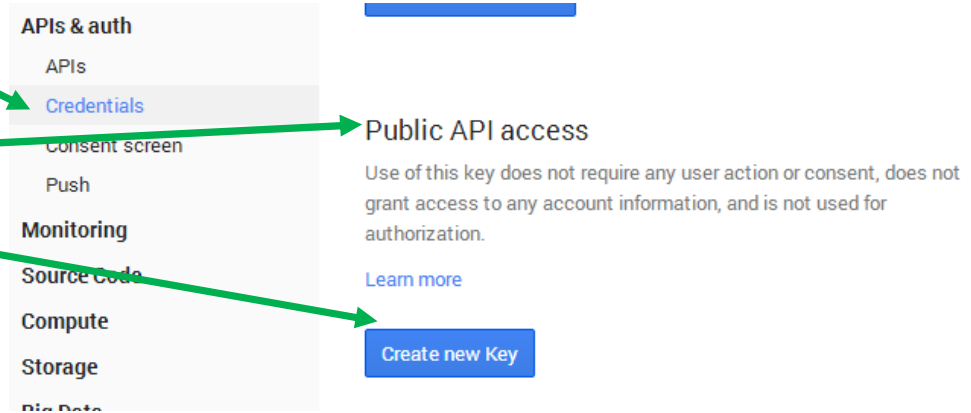 APIs & auth
APIs
Credentials
Consent screen
Push
Monitoring
Source Code
Compute
Storage
Big Data
Public API access
Use of this key does not require any user action or consent, does not
grant access to any account information, and is not used for
authorization.
Learn more
Create new Key